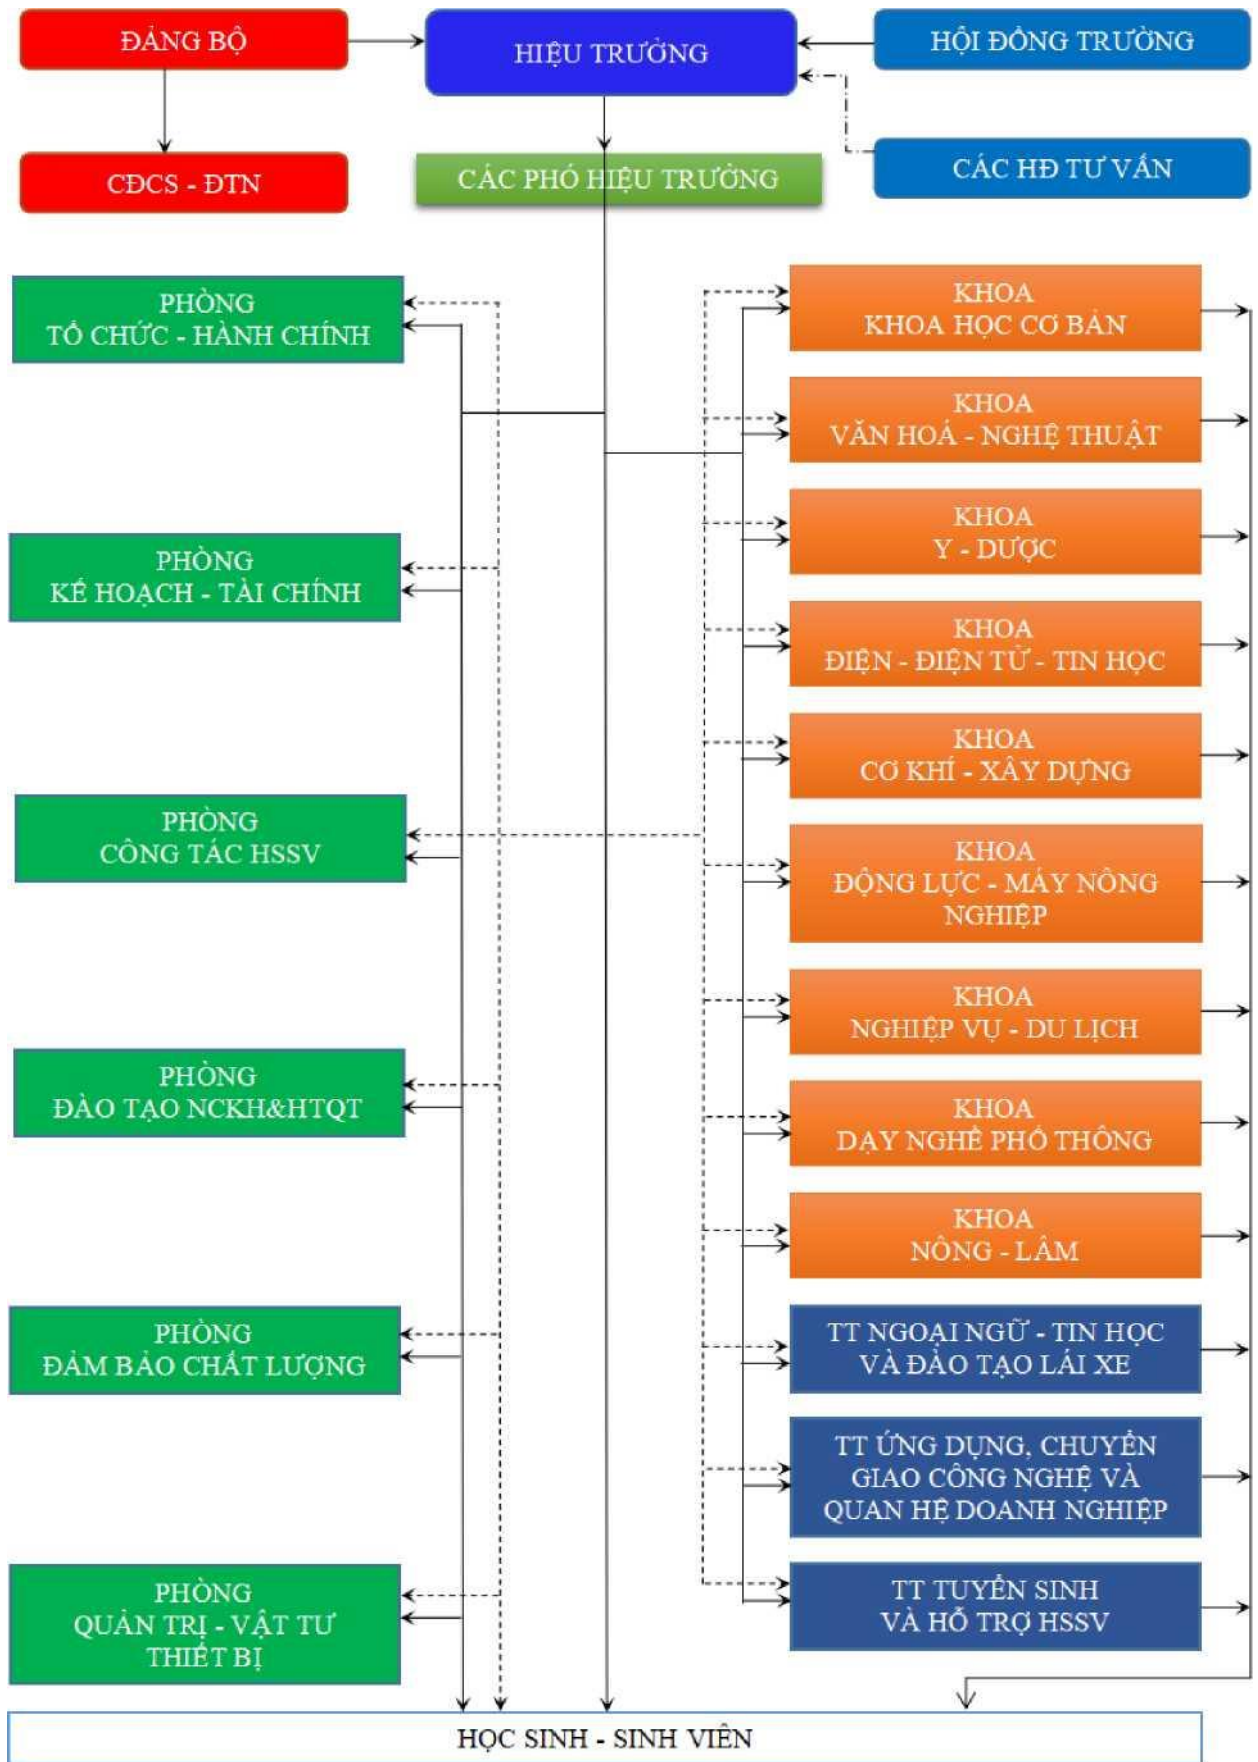 ĐẢNG BỘ
HIỆU TRƯỞNG
HỘI ĐỒNG TRƯỜNG
CĐCS - ĐTN
CÁC PHÓ HIỆU TRƯỞNG
CÁC HĐ TƯ VẤN
PHÒNG
TỔ CHỨC - HÀNH CHÍNH
PHÒNG
KẾ HOẠCH - TÀI CHÍNH
PHÒNG
CÔNG TÁC HSSV
PHÒNG
ĐÀO TẠO NCKH&HTQT
PHÒNG
ĐẢM BẢO CHẤT LƯỢNG
PHÒNG
QUẢN TRỊ - VẬT TƯ
THIẾT BỊ
KHOA
KHOA HỌC CƠ BẢN
KHOA
VĂN HOÁ - NGHỆ THUẬT
KHOA
Y - DƯỢC
KHOA
ĐIỆN - ĐIỆN TỬ - TIN HỌC
KHOA
CƠ KHÍ - XÂY DỰNG
KHOA
ĐỘNG LỰC - MÁY NÔNG
NGHIỆP
KHOA
NGHIỆP VỤ - DU LỊCH
KHOA
DẠY NGHỀ PHỔ THÔNG
KHOA
NÔNG - LÂM
TT NGOẠI NGỮ - TIN HỌC
VÀ ĐÀO TẠO LÁI XE
TT ỨNG DỤNG, CHUYỂN
GIAO CÔNG NGHỆ VÀ
QUAN HỆ DOANH NGHIỆP
TT TUYỂN SINH
VÀ HỖ TRỢ HSSV
HỌC SINH - SINH VIÊN